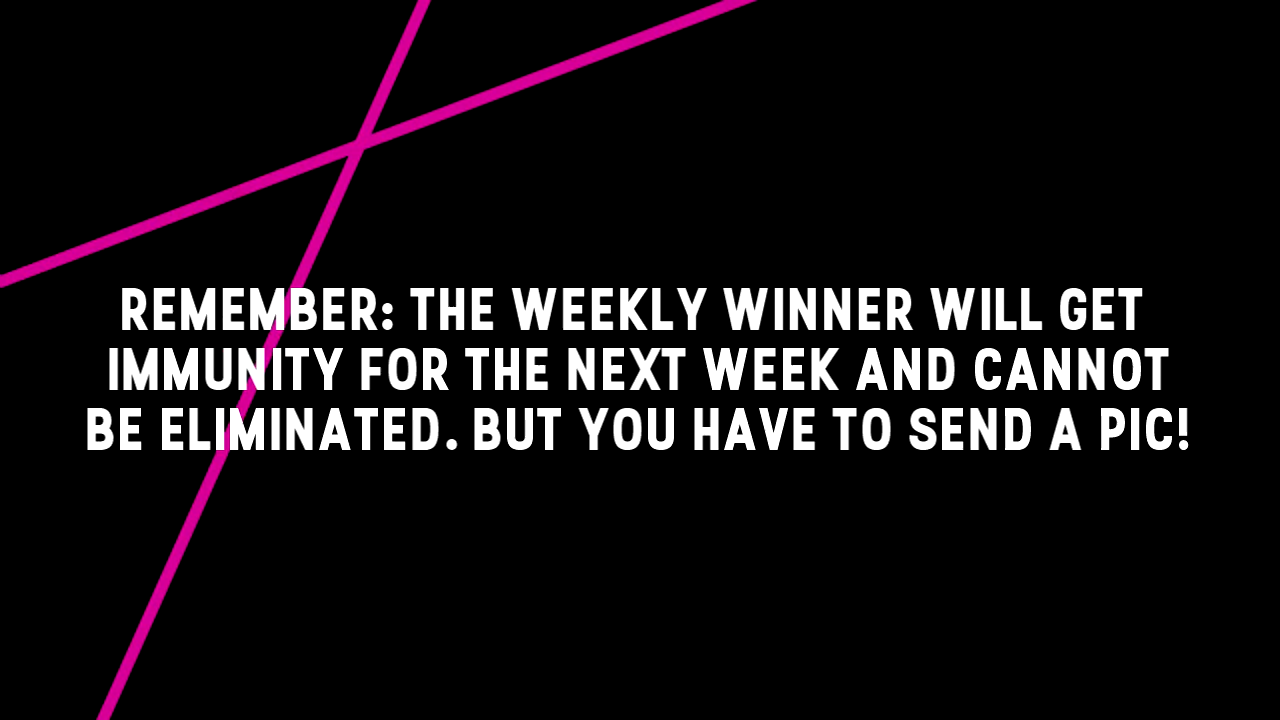 REMEMBER: THE WEEKLY WINNER WILL GET
IMMUNITY FOR THE NEXT WEEK AND CANNOT
BE ELIMINATED. BUT YOU HAVE TO SEND A PIC!